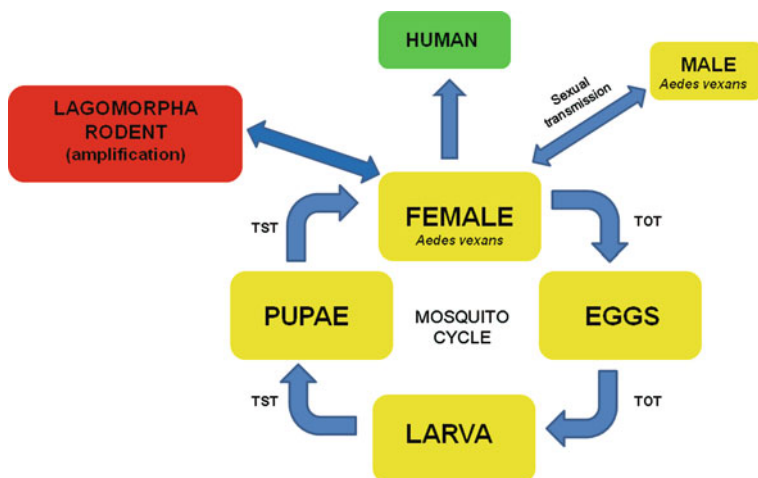 HUMAN
MALE
Aedes vexans
Sexual
transmission
LAGOMORPHA
RODENT
(amplification)
FEMALE
Aedes vexans
TST
TOT
PUPAE
MOSQUITO
CYCLE
EGGS
TST
TOT
LARVA